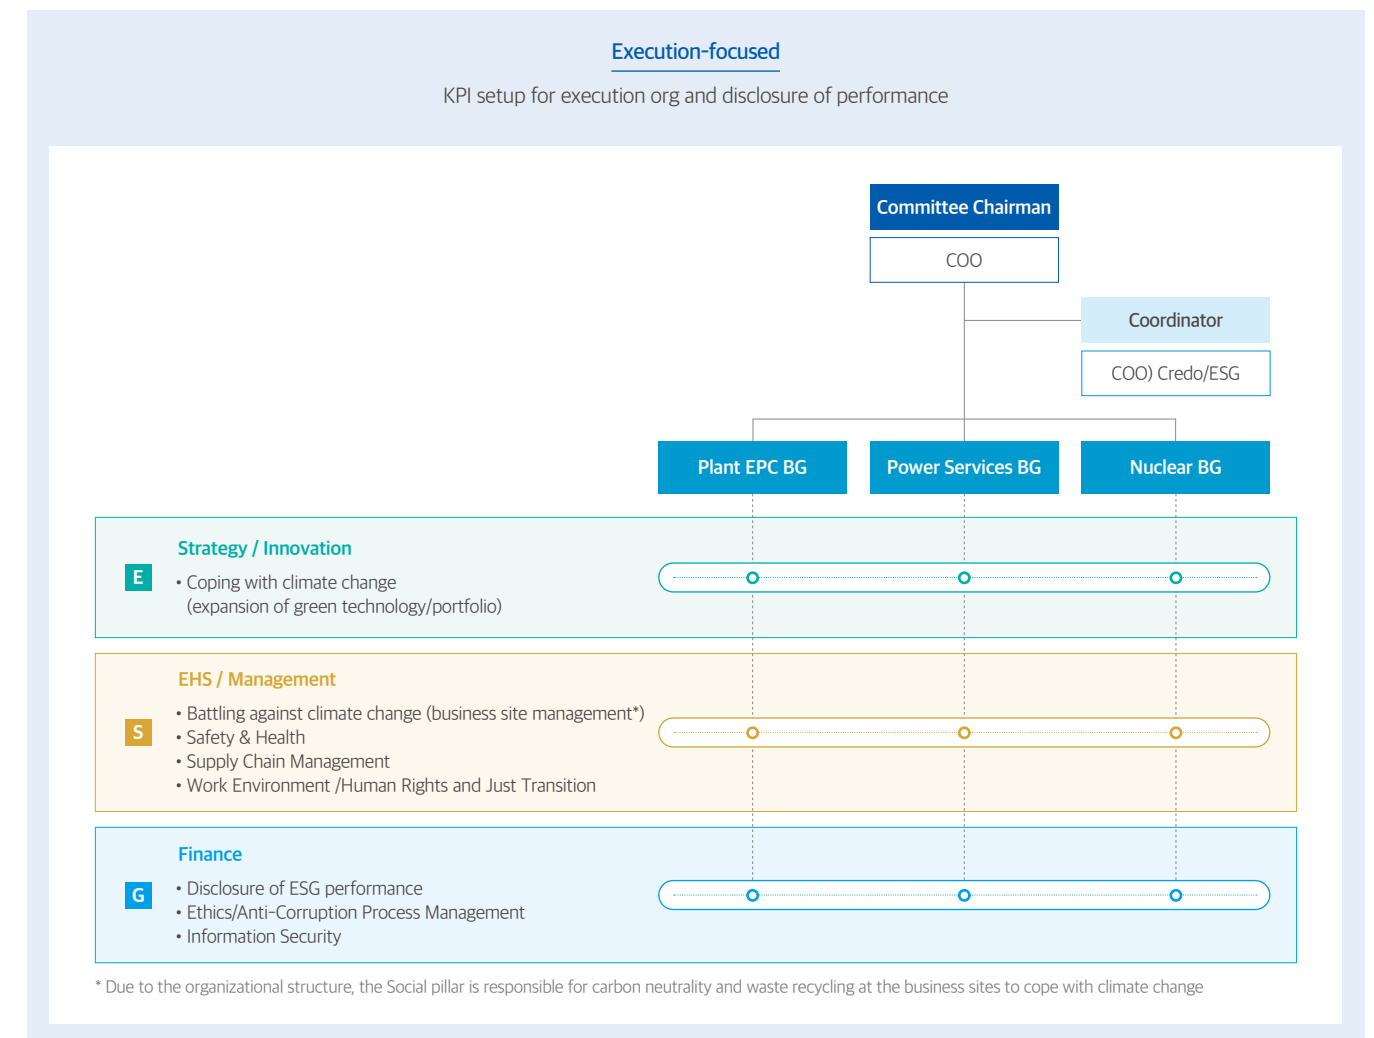 Execution-focused
KPI setup for execution org and disclosure of performance
Committee Chairman
COO
Coordinator
COO) Credo/ESG
Plant EPC BG
Power Services BG
Nuclear BG
E
Strategy / Innovation
• Coping with climate change
(expansion of green technology/portfolio)
S
EHS / Management
• Battling against climate change (business site management*)
• Safety & Health
• Supply Chain Management
• Work Environment /Human Rights and Just Transition
G
Finance
• Disclosure of ESG performance
• Ethics/Anti-Corruption Process Management
• Information Security
* Due to the organizational structure, the Social pillar is responsible for carbon neutrality and waste recycling at the business sites to cope with climate change